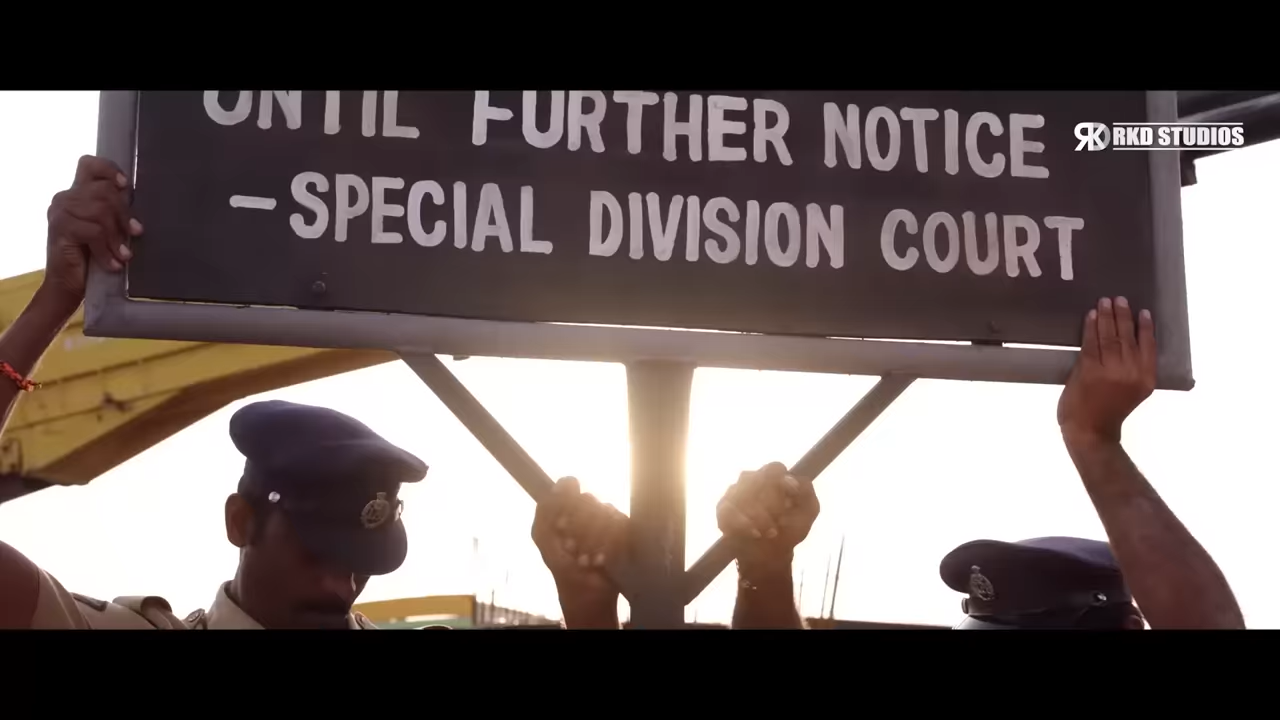 UNTIL FURTHER NOTICE
– SPECIAL DIVISION COURT
RKD STUDIOS